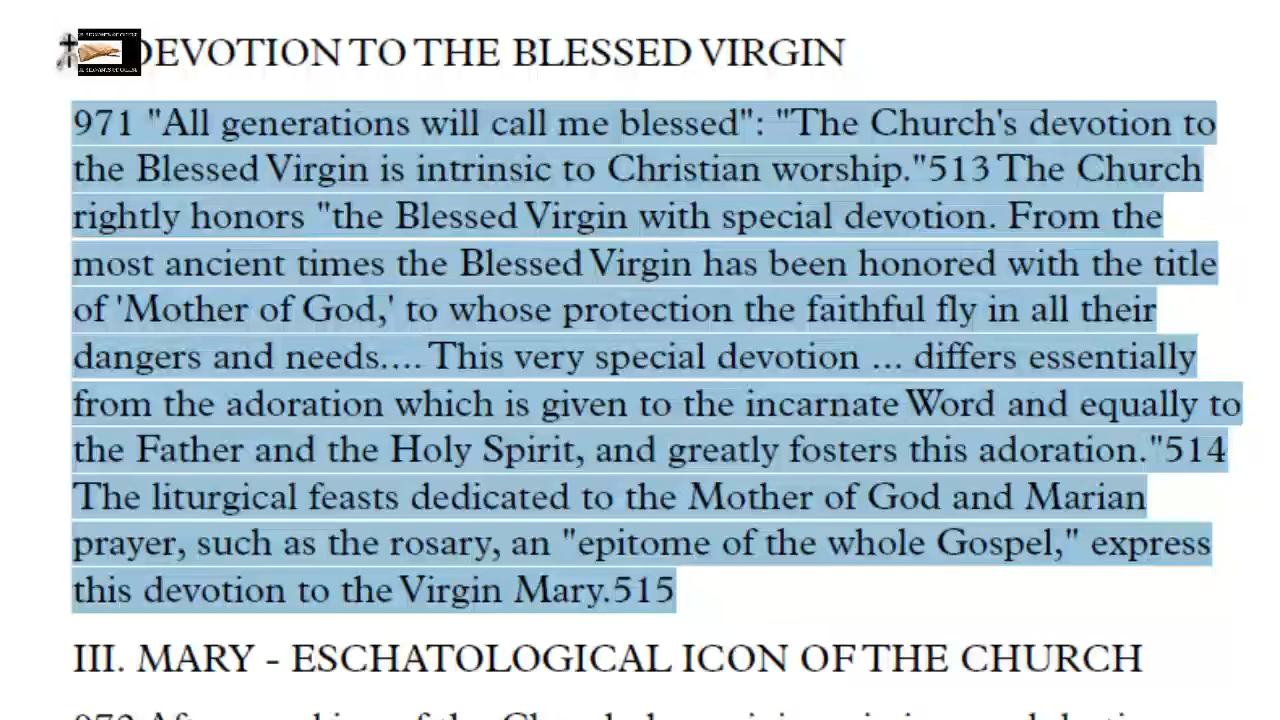 DEVOTION TO THE BLESSED VIRGIN
971 "All generations will call me blessed": "The Church's devotion to
the Blessed Virgin is intrinsic to Christian worship."513 The Church
rightly honors "the Blessed Virgin with special devotion. From the
most ancient times the Blessed Virgin has been honored with the title
of 'Mother of God,' to whose protection the faithful fly in all their
dangers and needs.... This very special devotion ... differs essentially
from the adoration which is given to the incarnate Word and equally to
the Father and the Holy Spirit, and greatly fosters this adoration."514
The liturgical feasts dedicated to the Mother of God and Marian
prayer, such as the rosary, an "epitome of the whole Gospel," express
this devotion to the Virgin Mary.515
III. MARY - ESCHATOLOGICAL ICON OF THE CHURCH